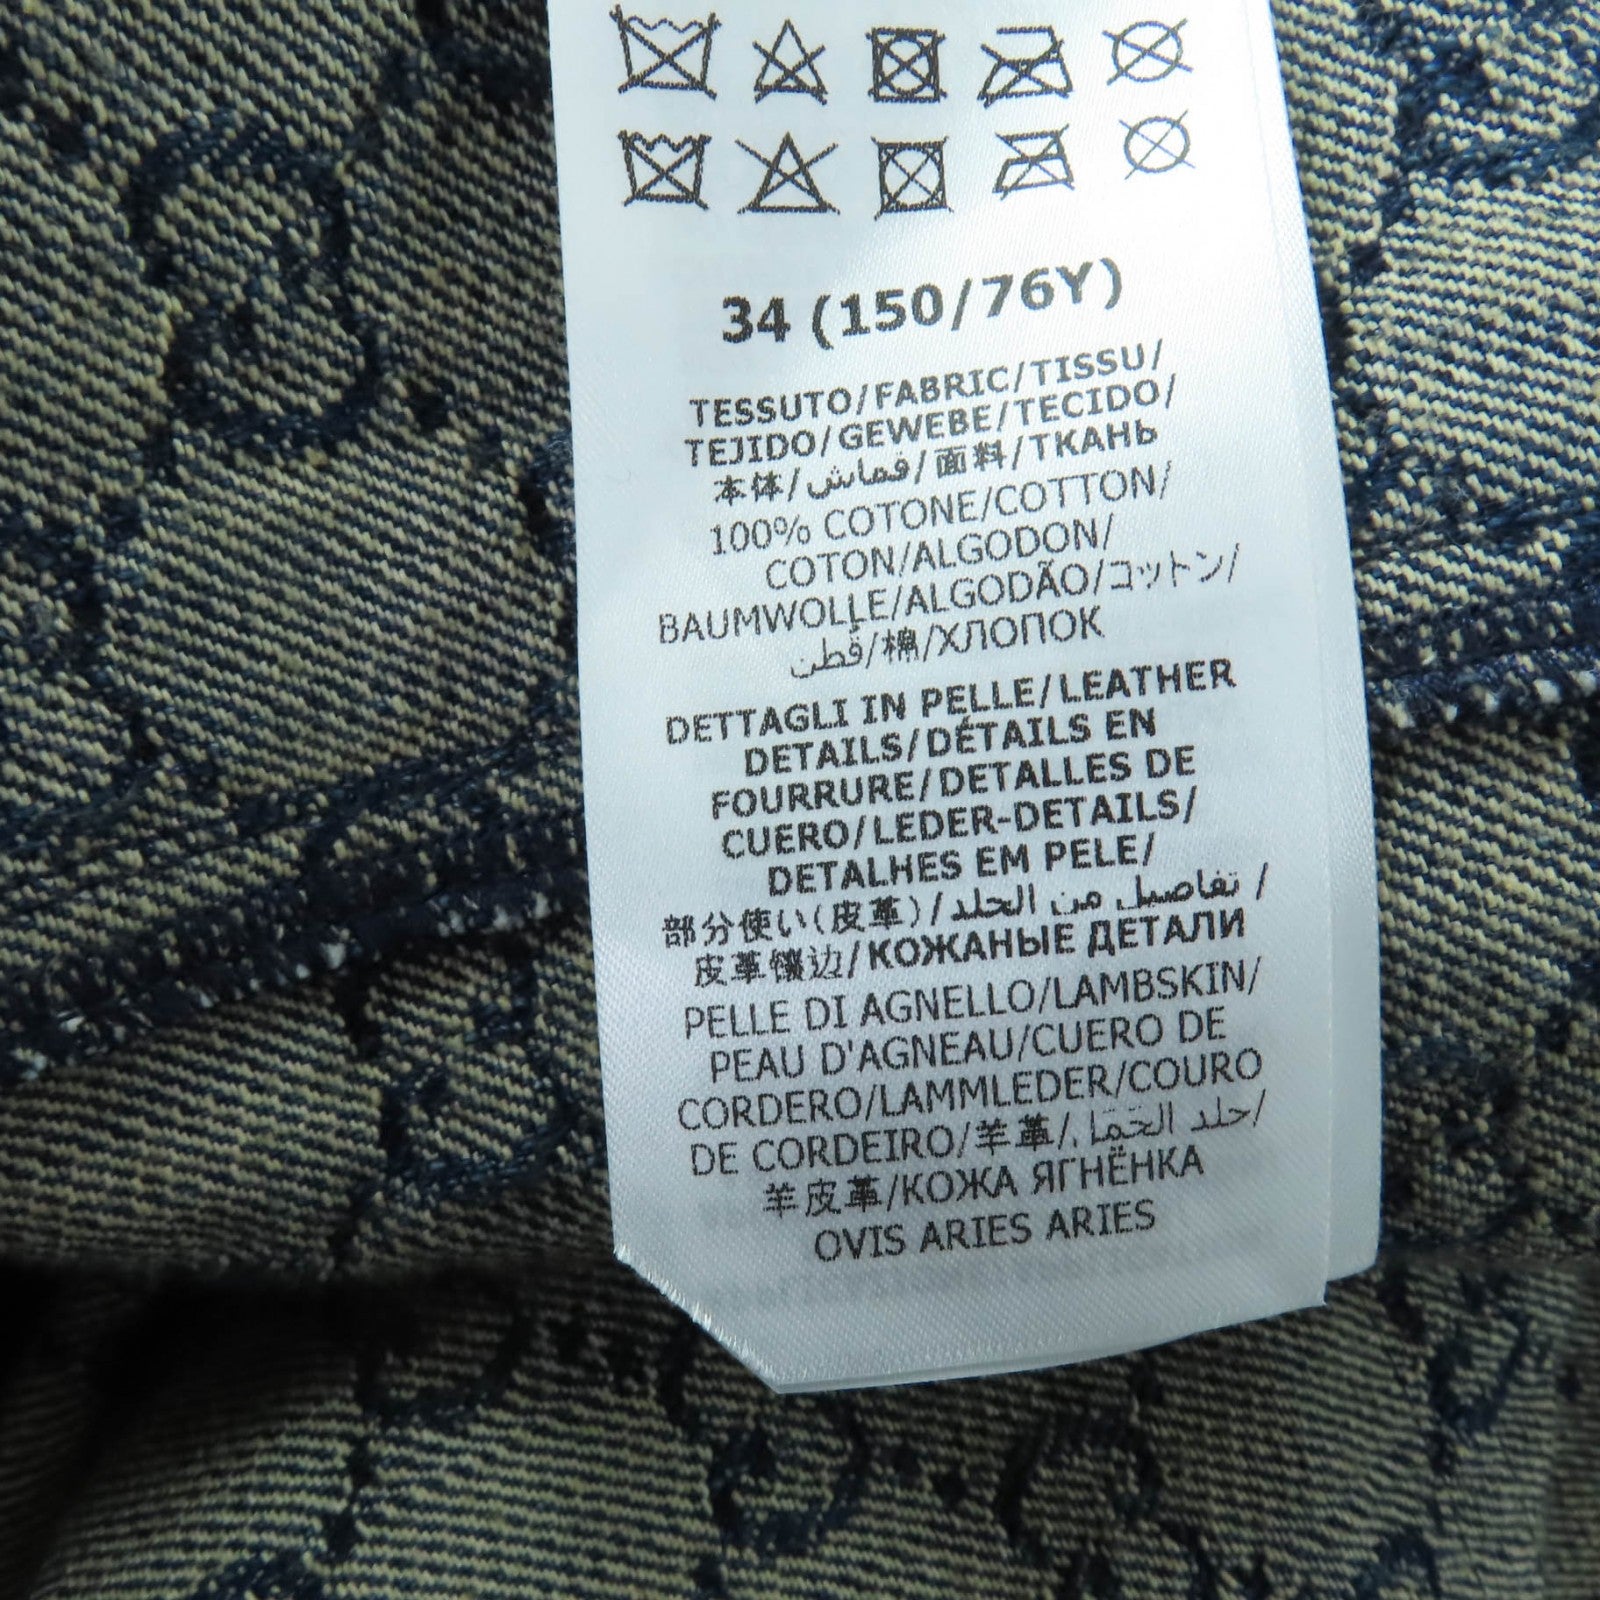 34 (150/76Y)
TESSUTO/FABRIC/TISSU/
TEJIDO/GEWEBE/TECIDO/
本体/قماش/面料/ТКАНЬ
100% COTONE/COTTON/
COTON/ALGODON/
BAUMWOLLE/ALGODÃO/コットン/
قُطن/棉/ХЛОПОК
DETTAGLI IN PELLE/LEATHER
DETAILS/DÉTAILS EN
FOURRURE/DETALLES DE
CUERO/LEDER-DETAILS/
DETALHES EM PELE/
部分使い(皮革)/تفاصيل من الجلد /
皮革镶边/КОЖАНЫЕ ДЕТАЛИ
PELLE DI AGNELLO/LAMBSKIN/
PEAU D'AGNEAU/CUERO DE
CORDERO/LAMMLEDER/COURO
DE CORDEIRO/羊革/جلد الحَمَل/
羊皮革/КОЖА ЯГНЁНКА
OVIS ARIES ARIES